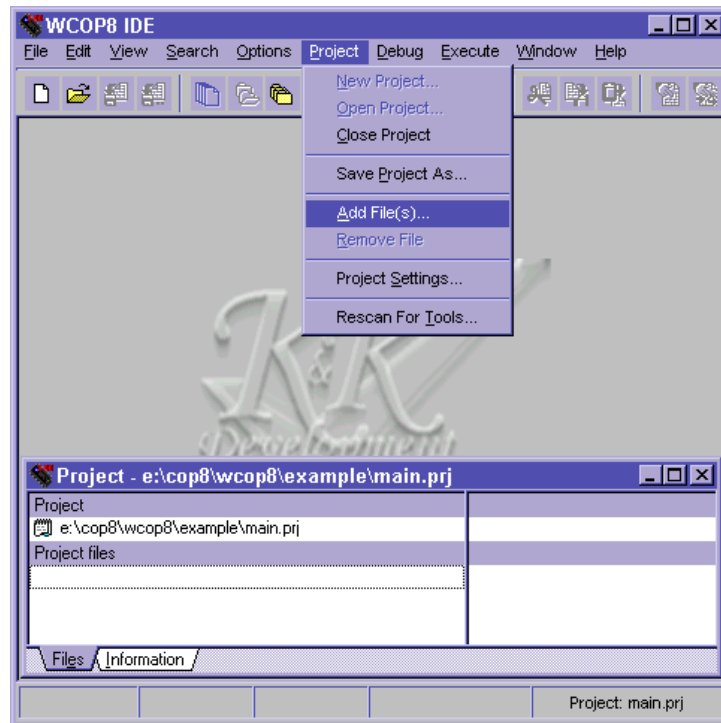 WCOP8 IDE
File Edit View Search Options Project Debug Execute Window Help
New Project...
Open Project...
Close Project
Save Project As...
Add File(s)...
Remove File
Project Settings...
Rescan For Tools...
K&K
Development
Project - e:\cop8\wcop8\example\main.prj
Project
e:\cop8\wcop8\example\main.prj
Project files
Files Information
Project: main.prj